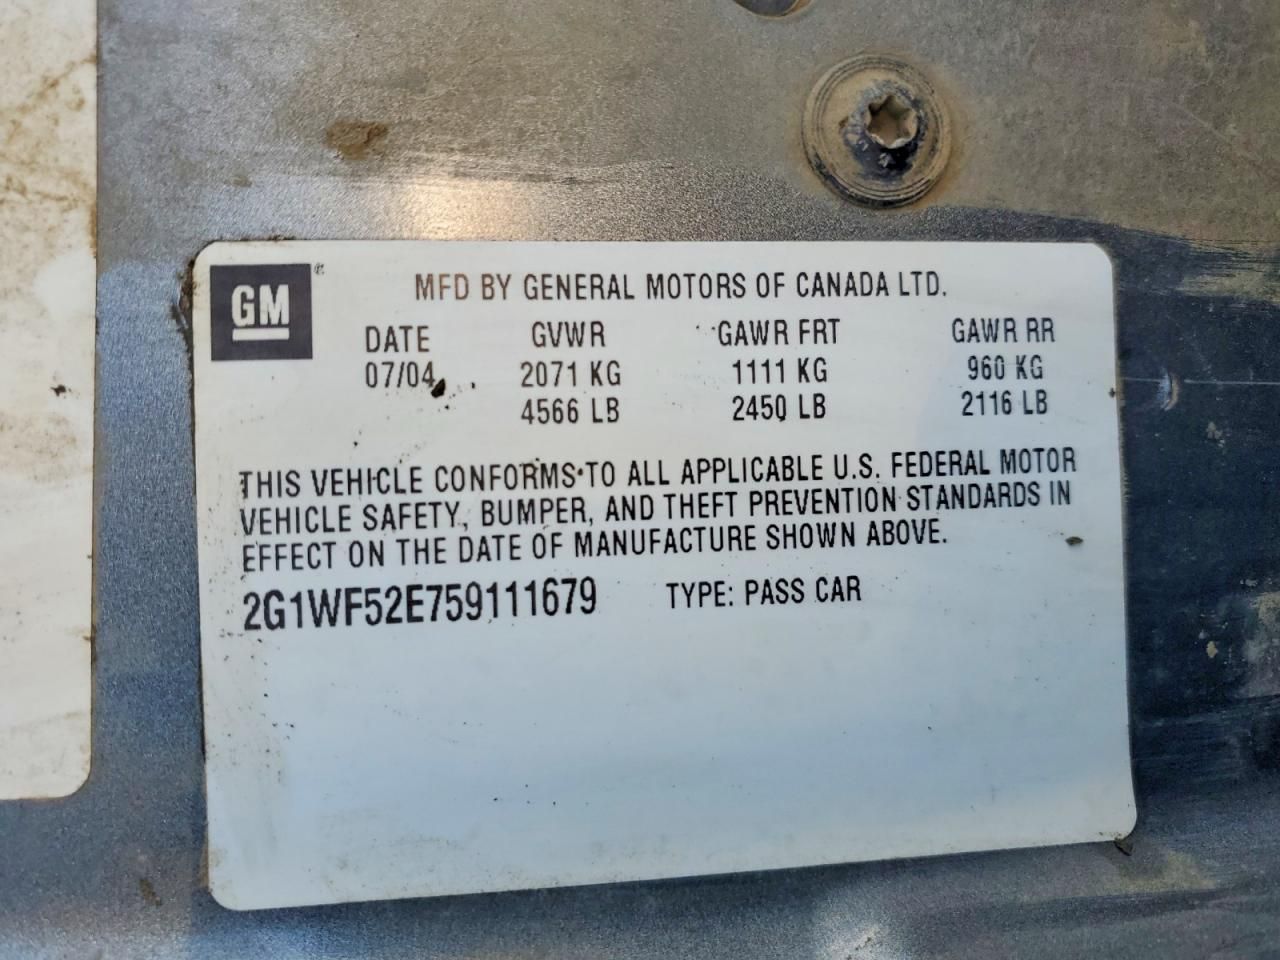 GM®
MFD BY GENERAL MOTORS OF CANADA LTD.
DATE GVWR GAWR FRT GAWR RR
07/04 2071 KG 1111 KG 960 KG
4566 LB 2450 LB 2116 LB
THIS VEHICLE CONFORMS TO ALL APPLICABLE U.S. FEDERAL MOTOR
VEHICLE SAFETY, BUMPER, AND THEFT PREVENTION STANDARDS IN
EFFECT ON THE DATE OF MANUFACTURE SHOWN ABOVE.
2G1WF52E759111679 TYPE: PASS CAR